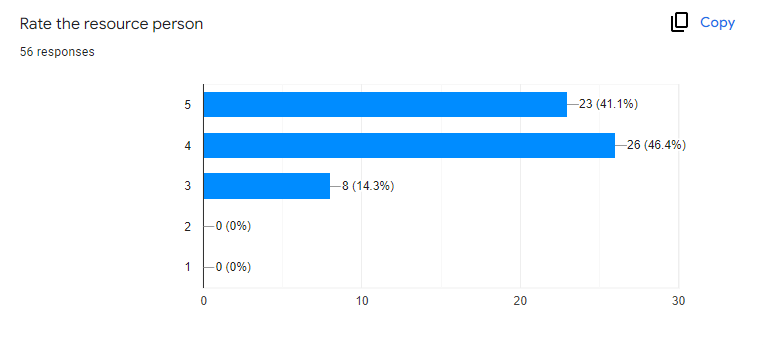 Rate the resource person
Copy
56 responses
5
23 (41.1%)
4
26 (46.4%)
3
8 (14.3%)
2
0 (0%)
1
0 (0%)
0 10 20 30